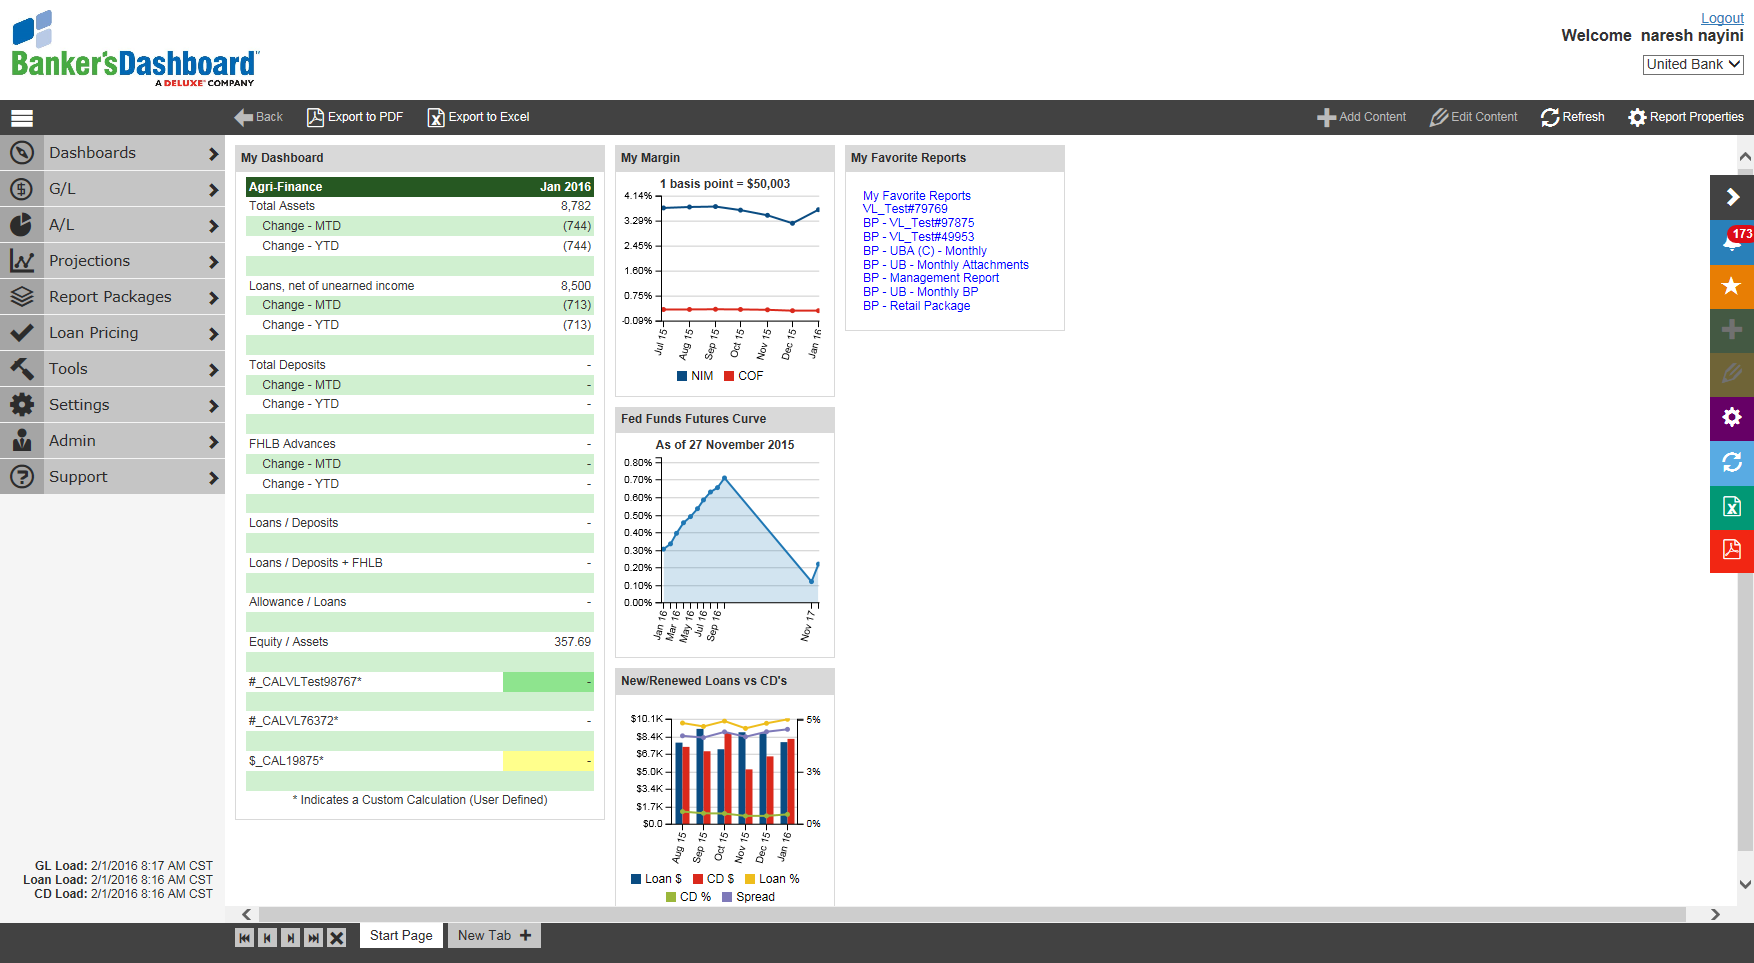 Logout
Welcome naresh nayini
United Bank
Banker'sDashboard
A DELUXE COMPANY
Back
Export to PDF
Export to Excel
Add Content
Edit Content
Refresh
Report Properties
Dashboards
G/L
A/L
Projections
Report Packages
Loan Pricing
Tools
Settings
Admin
Support
GL Load: 2/1/2016 8:17 AM CST
Loan Load: 2/1/2016 8:16 AM CST
CD Load: 2/1/2016 8:16 AM CST
My Dashboard
Agri-Finance Jan 2016
Total Assets 8,782
Change - MTD (744)
Change - YTD (744)
Loans, net of unearned income 8,500
Change - MTD (713)
Change - YTD (713)
Total Deposits -
Change - MTD -
Change - YTD -
FHLB Advances -
Change - MTD -
Change - YTD -
Loans / Deposits -
Loans / Deposits + FHLB -
Allowance / Loans -
Equity / Assets 357.69
#_CALVLTest98767* -
#_CALVL76372* -
$_CAL19875* -
* Indicates a Custom Calculation (User Defined)
My Margin
1 basis point = $50,003
4.14%
3.29%
2.45%
1.60%
0.75%
-0.09%
Jul 15 Aug 15 Sep 15 Oct 15 Nov 15 Dec 15 Jan 16
NIM COF
Fed Funds Futures Curve
As of 27 November 2015
0.80%
0.70%
0.60%
0.50%
0.40%
0.30%
0.20%
0.10%
0.00%
Jan 16 Mar 16 May 16 Jul 16 Sep 16 Nov 17
New/Renewed Loans vs CD's
$10.1K 5%
$8.4K
$6.7K
$5.0K 3%
$3.4K
$1.7K
$0.0 0%
Aug 15 Sep 15 Oct 15 Nov 15 Dec 15 Jan 16
Loan $ CD $ Loan %
CD % Spread
My Favorite Reports
My Favorite Reports
VL_Test#79769
BP - VL_Test#97875
BP - VL_Test#49953
BP - UBA (C) - Monthly
BP - UB - Monthly Attachments
BP - Management Report
BP - UB - Monthly BP
BP - Retail Package
173
Start Page
New Tab